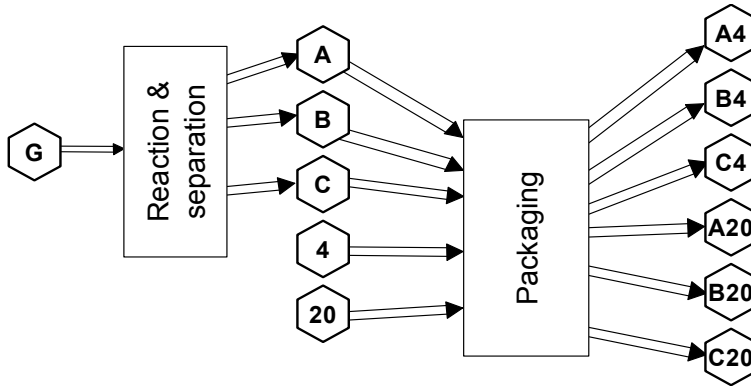 G
Reaction &
separation
A
B
C
4
20
Packaging
A4
B4
C4
A20
B20
C20